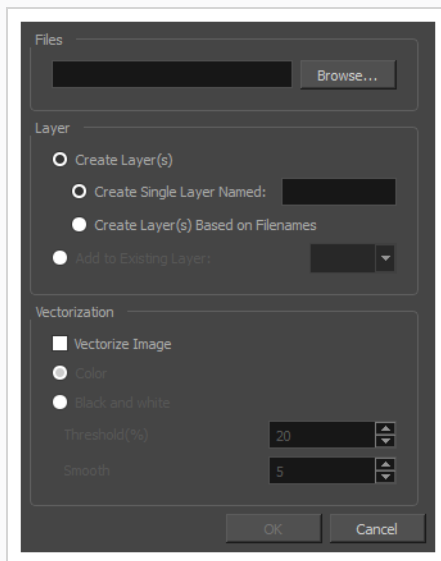 Files
Browse...
Layer
Create Layer(s)
Create Single Layer Named:
Create Layer(s) Based on Filenames
Add to Existing Layer:
Vectorization
Vectorize Image
Color
Black and white
Threshold(%) 20
Smooth 5
OK Cancel